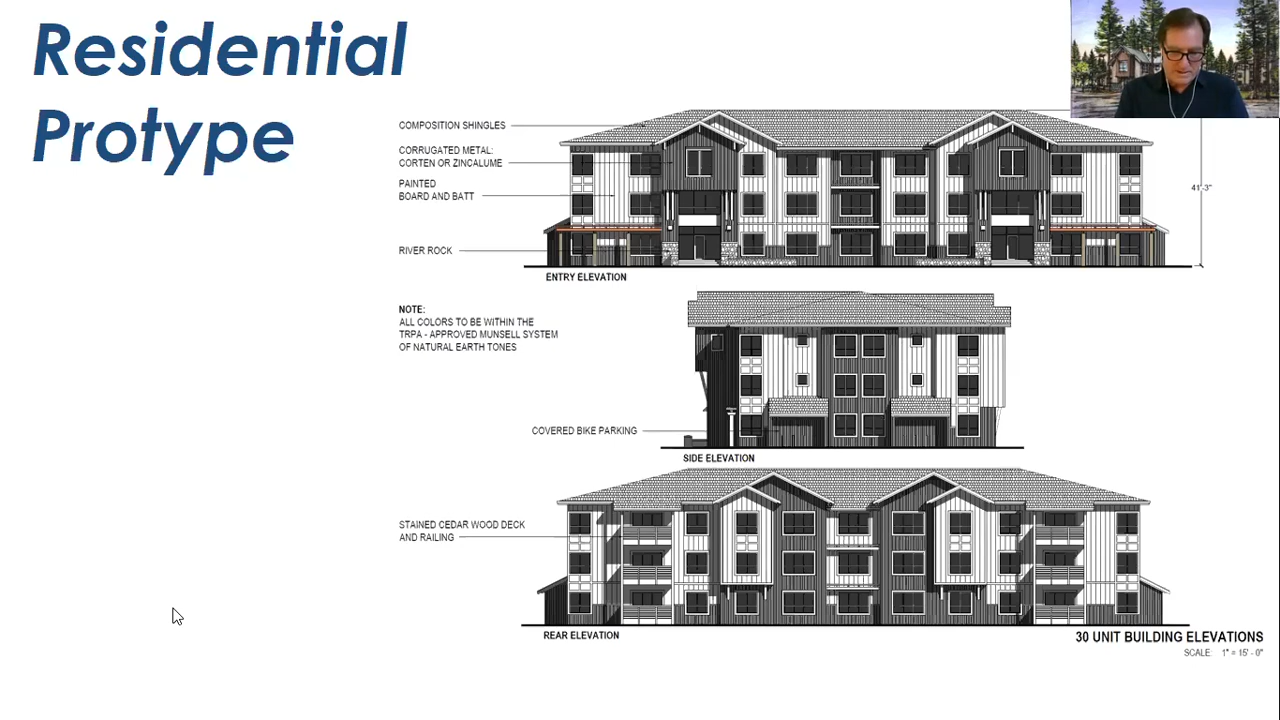 Residential
Protype
COMPOSITION SHINGLES
CORRUGATED METAL:
CORTEN OR ZINCALUME
PAINTED
BOARD AND BATT
RIVER ROCK
41'-3"
ENTRY ELEVATION
NOTE:
ALL COLORS TO BE WITHIN THE
TRPA - APPROVED MUNSELL SYSTEM
OF NATURAL EARTH TONES
COVERED BIKE PARKING
SIDE ELEVATION
STAINED CEDAR WOOD DECK
AND RAILING
REAR ELEVATION
30 UNIT BUILDING ELEVATIONS
SCALE: 1" = 15' - 0"